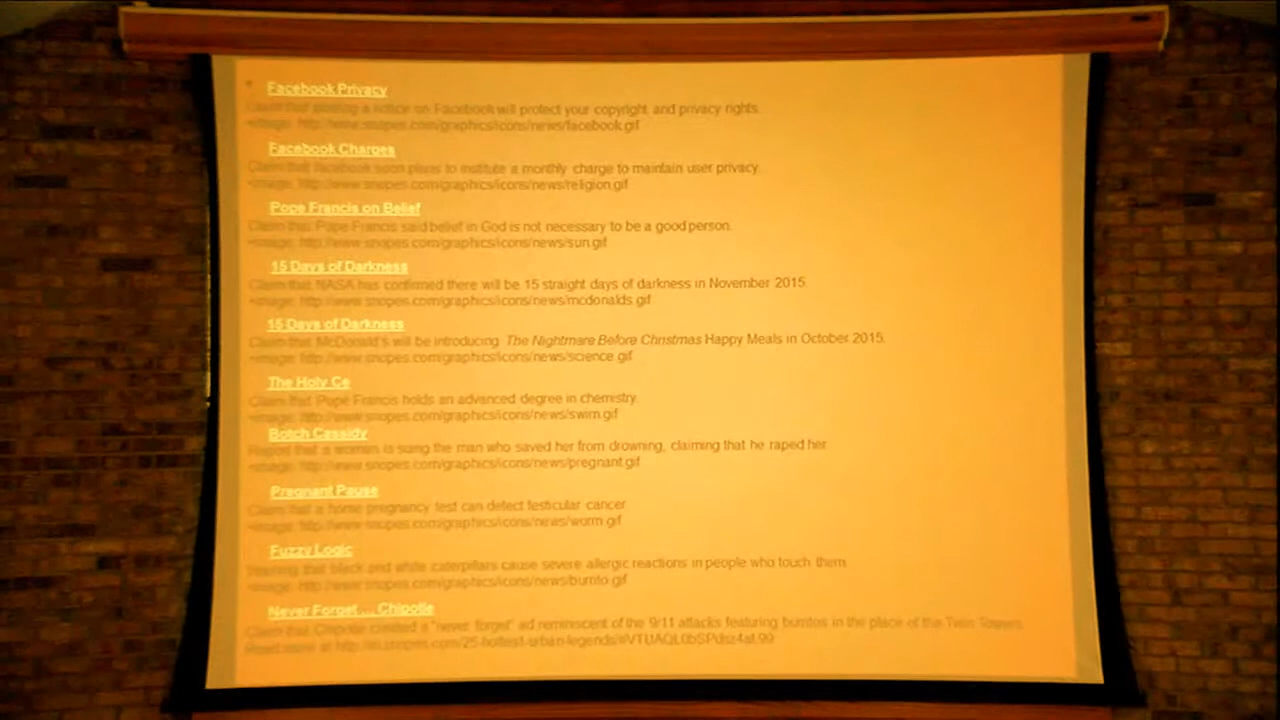 Facebook Privacy
Claim that posting a notice on Facebook will protect your copyright and privacy rights.
<image: http://www.snopes.com/graphics/icons/news/facebook.gif
Facebook Charges
Claim that facebook soon plans to institute a monthly charge to maintain user privacy.
<image: http://www.snopes.com/graphics/icons/news/religion.gif
Pope Francis on Belief
Claim that Pope Francis said belief in God is not necessary to be a good person.
<image: http://www.snopes.com/graphics/icons/news/sun.gif
15 Days of Darkness
Claim that NASA has confirmed there will be 15 straight days of darkness in November 2015.
<image: http://www.snopes.com/graphics/icons/news/mcdonalds.gif
15 Days of Darkness
Claim that McDonald's will be introducing The Nightmare Before Christmas Happy Meals in October 2015.
<image: http://www.snopes.com/graphics/icons/news/science.gif
The Holy Ce
Claim that Pope Francis holds an advanced degree in chemistry.
<image: http://www.snopes.com/graphics/icons/news/swim.gif
Botch Cassidy
Report that a woman is suing the man who saved her from drowning, claiming that he raped her.
<image: http://www.snopes.com/graphics/icons/news/pregnant.gif
Pregnant Pause
Claim that a home pregnancy test can detect testicular cancer
<image: http://www.snopes.com/graphics/icons/news/worm.gif
Fuzzy Logic
Warning that black and white caterpillars cause severe allergic reactions in people who touch them.
<image: http://www.snopes.com/graphics/icons/news/burrito.gif
Never Forget ... Chipotle
Claim that Chipotle created a "never forget" ad reminiscent of the 9/11 attacks featuring burritos in the place of the Twin Towers.
at